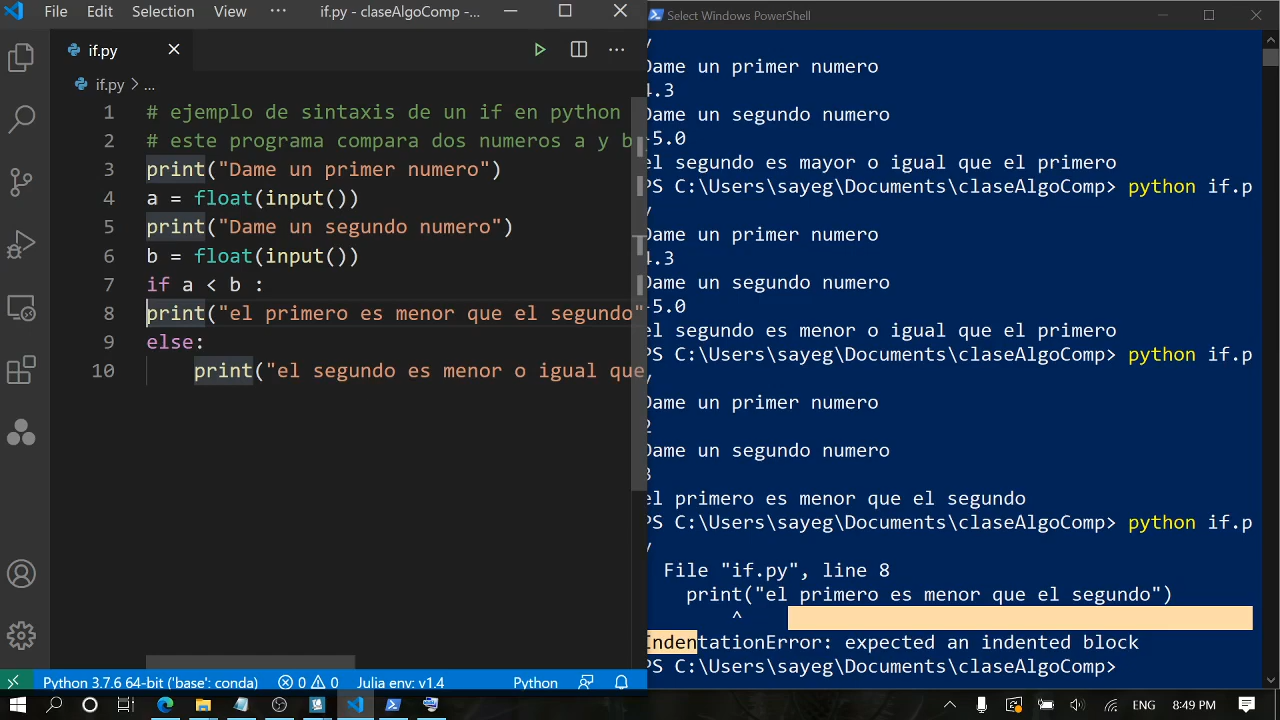 File Edit Selection View ··· if.py - claseAlgoComp -...
if.py
if.py > ...
1 # ejemplo de sintaxis de un if en python
2 # este programa compara dos numeros a y b
3 print("Dame un primer numero")
4 a = float(input())
5 print("Dame un segundo numero")
6 b = float(input())
7 if a < b :
8 print("el primero es menor que el segundo"
9 else:
10 print("el segundo es menor o igual que
Python 3.7.6 64-bit ('base': conda) 0 0 Julia env: v1.4 Python
Select Windows PowerShell
y
Dame un primer numero
4.3
Dame un segundo numero
-5.0
el segundo es mayor o igual que el primero
PS C:\Users\sayeg\Documents\claseAlgoComp> python if.p
y
Dame un primer numero
4.3
Dame un segundo numero
-5.0
el segundo es menor o igual que el primero
PS C:\Users\sayeg\Documents\claseAlgoComp> python if.p
y
Dame un primer numero
2
Dame un segundo numero
3
el primero es menor que el segundo
PS C:\Users\sayeg\Documents\claseAlgoComp> python if.p
y
File "if.py", line 8
print("el primero es menor que el segundo")
^
IndentationError: expected an indented block
PS C:\Users\sayeg\Documents\claseAlgoComp>
8:49 PM